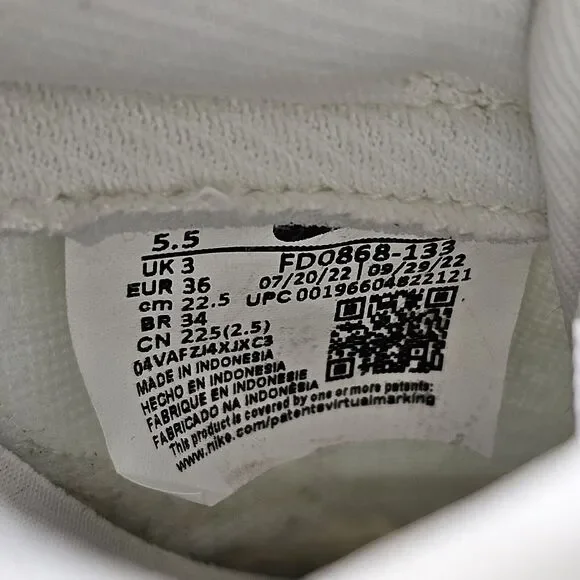 5.5
UK 3
EUR 36
cm 22.5
BR 34
CN 225(2.5)
FD0868-133
07/20/22 | 09/29/22
UPC 00196604822121
04VAFZJ4XJXC3
MADE IN INDONESIA
HECHO EN INDONESIA
FABRIQUE EN INDONESIE
FABRICADO NA INDONESIA
This product is covered by one or more patents:
www.nike.com/patentsvirtualmarking